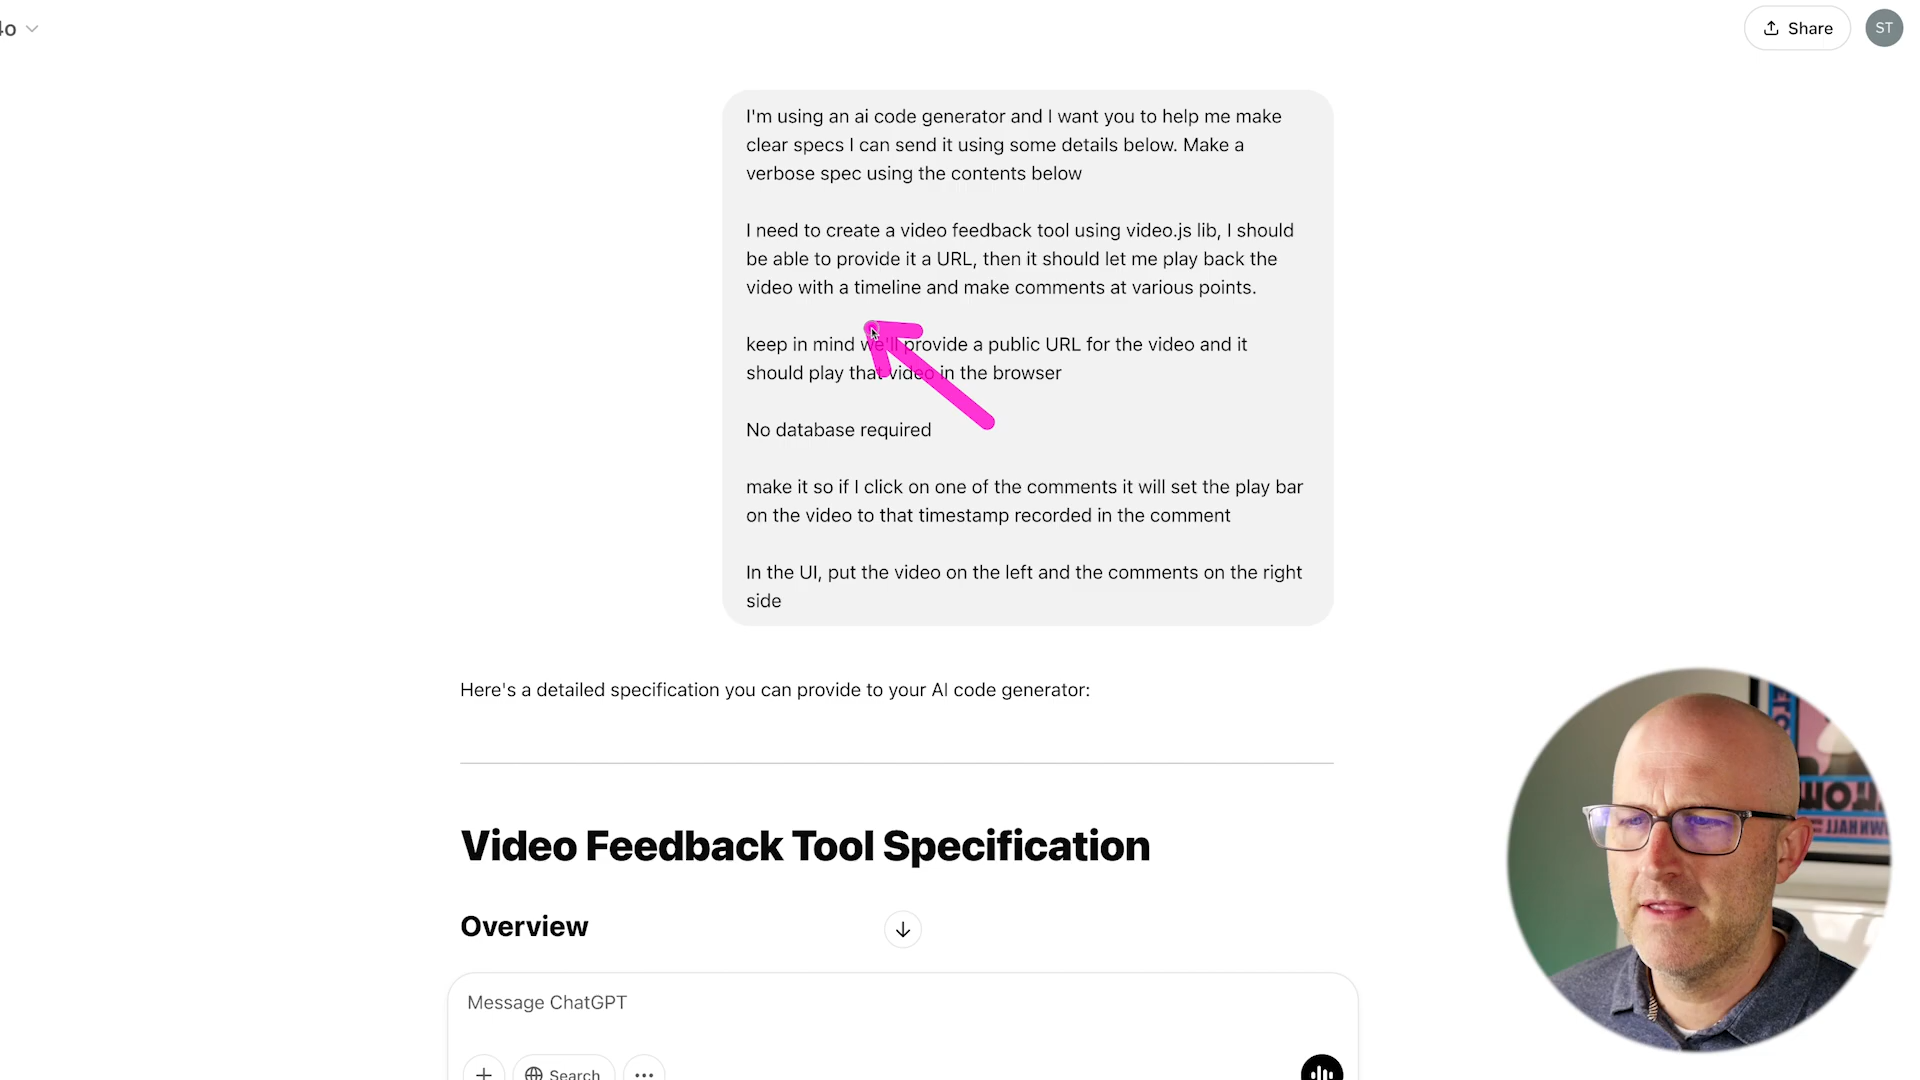 4o
Share
ST
I'm using an ai code generator and I want you to help me make
clear specs I can send it using some details below. Make a
verbose spec using the contents below
I need to create a video feedback tool using video.js lib, I should
be able to provide it a URL, then it should let me play back the
video with a timeline and make comments at various points.
keep in mind we'll provide a public URL for the video and it
should play that video in the browser
No database required
make it so if I click on one of the comments it will set the play bar
on the video to that timestamp recorded in the comment
In the UI, put the video on the left and the comments on the right
side
Here's a detailed specification you can provide to your AI code generator:
Video Feedback Tool Specification
Overview
Message ChatGPT
Search